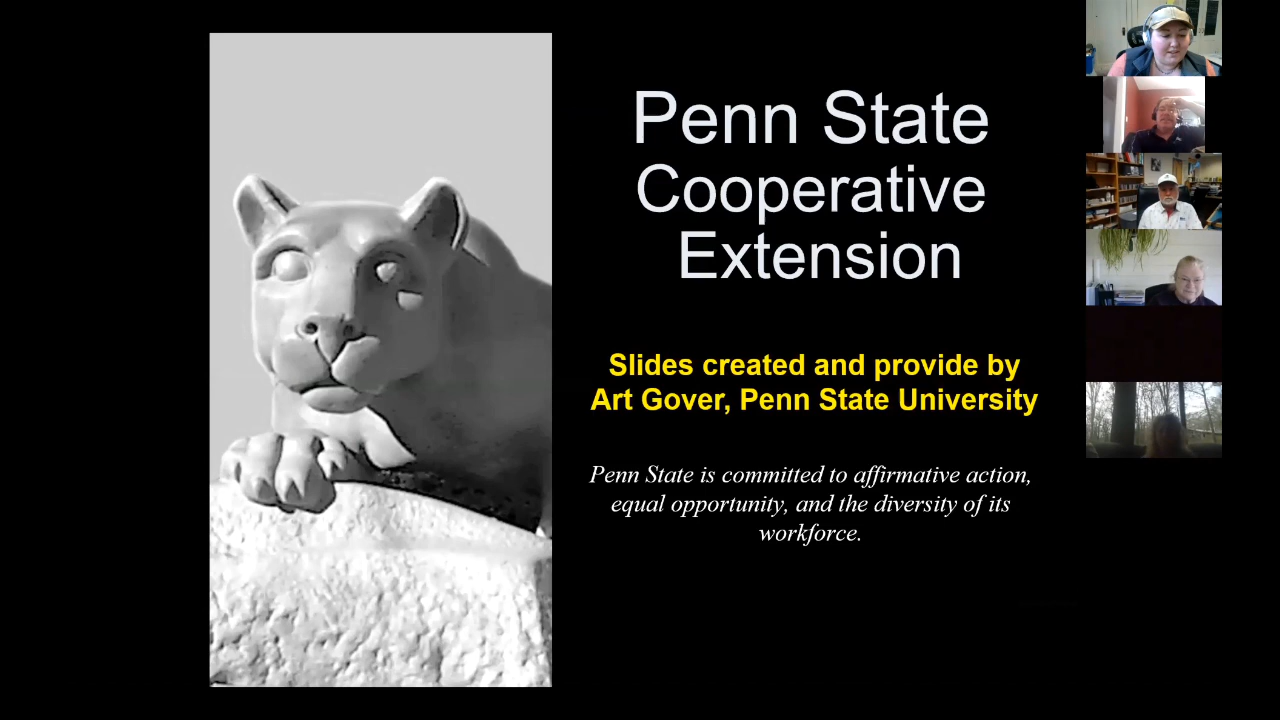 Penn State
Cooperative
Extension
Slides created and provide by
Art Gover, Penn State University
Penn State is committed to affirmative action,
equal opportunity, and the diversity of its
workforce.